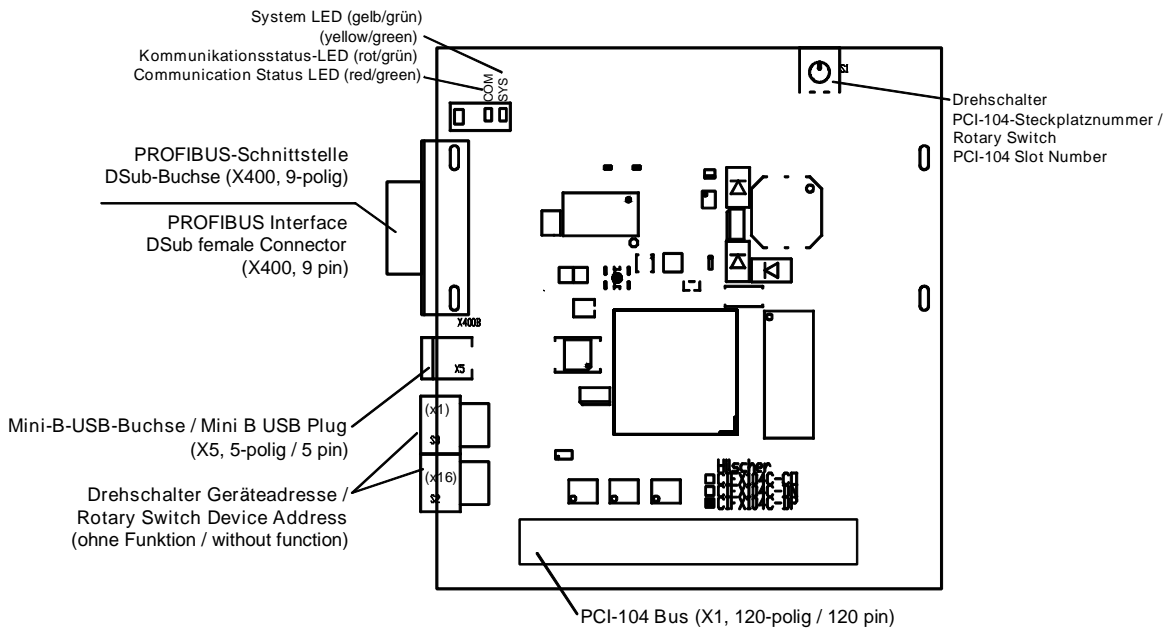 System LED (gelb/grün)
(yellow/green)
Kommunikationsstatus-LED (rot/grün)
Communication Status LED (red/green)
COM
SYS
S1
Drehschalter
PCI-104-Steckplatznummer /
Rotary Switch
PCI-104 Slot Number
PROFIBUS-Schnittstelle
DSub-Buchse (X400, 9-polig)
PROFIBUS Interface
DSub female Connector
(X400, 9 pin)
X400B
X5
Mini-B-USB-Buchse / Mini B USB Plug
(X5, 5-polig / 5 pin)
(x1)
S3
(x16)
S2
Drehschalter Geräteadresse /
Rotary Switch Device Address
(ohne Funktion / without function)
Hilscher
PCI-104 Bus (X1, 120-polig / 120 pin)